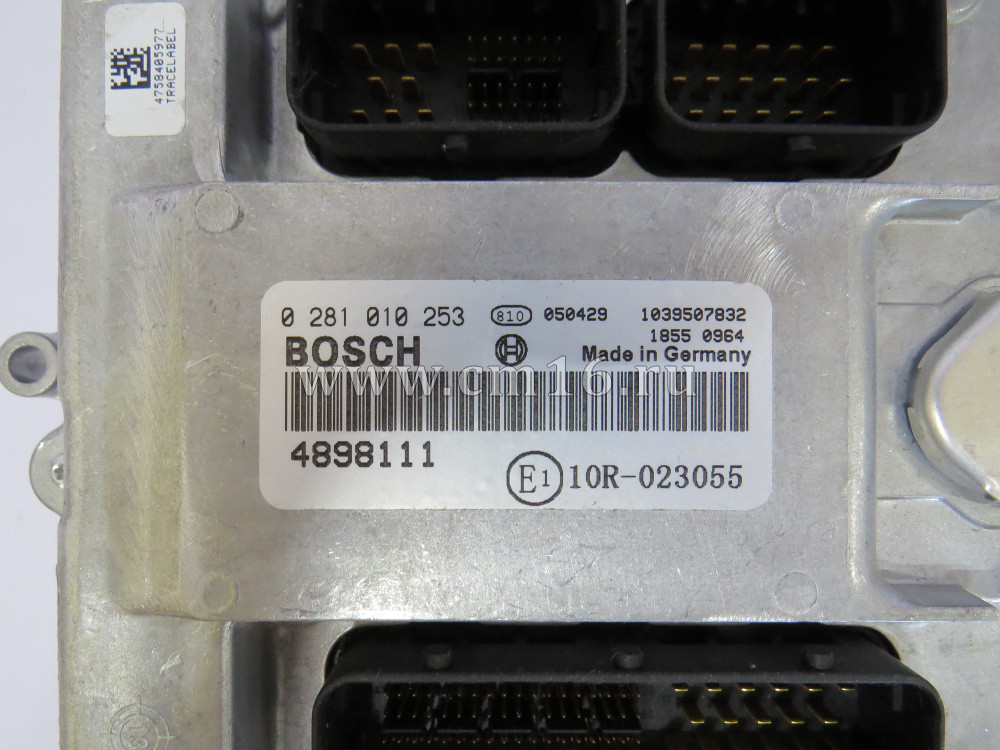 4758405977
TRACELABEL
0 281 010 253 810 050429 1039507832
1855 0964
BOSCH Made in Germany
www.cm16.ru
4898111
E1 10R-023055